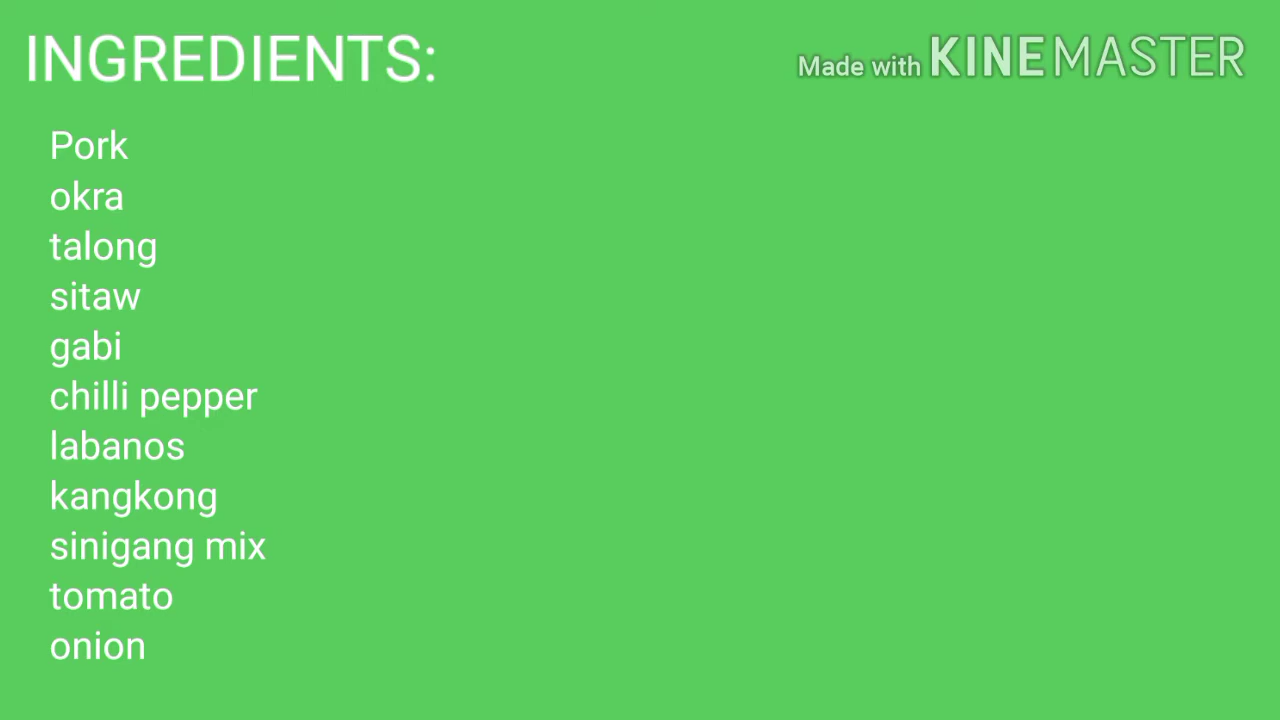 INGREDIENTS:
Made with KINEMASTER
Pork
okra
talong
sitaw
gabi
chilli pepper
labanos
kangkong
sinigang mix
tomato
onion